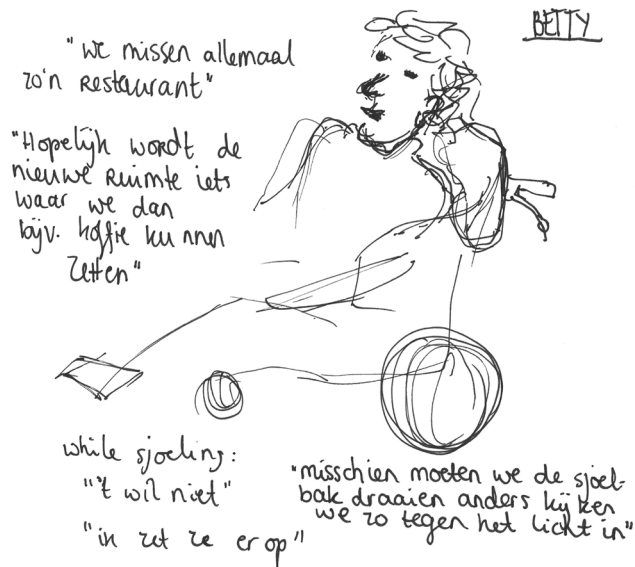 BETTY
"we missen allemaal
zo'n restaurant"
"Hopelijk wordt de
nieuwe ruimte iets
waar we dan
bijv. koffie kunnen
zetten"
while sjoeling:
"'t wil niet"
"ik zet ze er op"
"misschien moeten we de sjoel-
bak draaien anders kijken
we zo tegen het licht in"